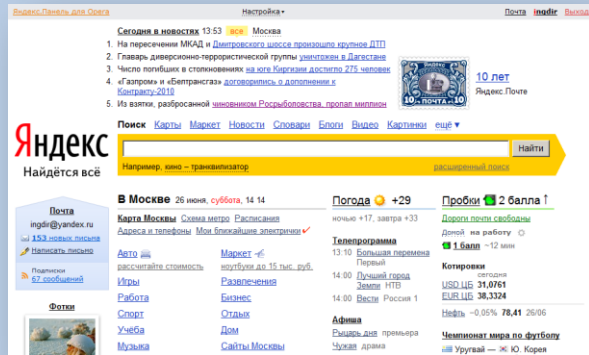 Яндекс.Панель для Opera
Настройка
Почта ingdir Выход
Сегодня в новостях 13:53 все Москва
1. На пересечении МКАД и Дмитровского шоссе произошло крупное ДТП
2. Главарь диверсионно-террористической группы уничтожен в Дагестане
3. Число погибших в столкновениях на юге Киргизии достигло 275 человек
4. «Газпром» и «Белтрансгаз» договорились о дополнении к
Контракту-2010
5. Из взятки, разбросанной чиновником Росрыболовства, пропал миллион
10 ПОЧТА 10
10 лет
Яндекс.Почте
Яндекс
Найдётся всё
Поиск Карты Маркет Новости Словари Блоги Видео Картинки ещё
Найти
Например, кино – транквилизатор
расширенный поиск
Почта
ingdir@yandex.ru
153 новых письма
Написать письмо
Подписки
67 сообщений
Фотки
В Москве 26 июня, суббота, 14 14
Карта Москвы Схема метро Расписания
Адреса и телефоны Мои ближайшие электрички
Авто
рассчитайте стоимость
Игры
Работа
Спорт
Учёба
Музыка
Маркет
ноутбуки до 15 тыс. руб.
Развлечения
Бизнес
Отдых
Дом
Сайты Москвы
Погода +29
ночью +17, завтра +33
Телепрограмма
13:10 Большая перемена
Первый
14:00 Лучший город
Земли НТВ
14:00 Вести Россия 1
Афиша
Рыцарь дня премьера
Чужая драма
Пробки 2 балла ↑
Дороги почти свободны
Домой на работу
1 балл ~12 мин
Котировки
сегодня
USD ЦБ 31,0761
EUR ЦБ 38,3324
Нефть −0,05% 78,41 26/06
Чемпионат мира по футболу
Уругвай — Ю. Корея